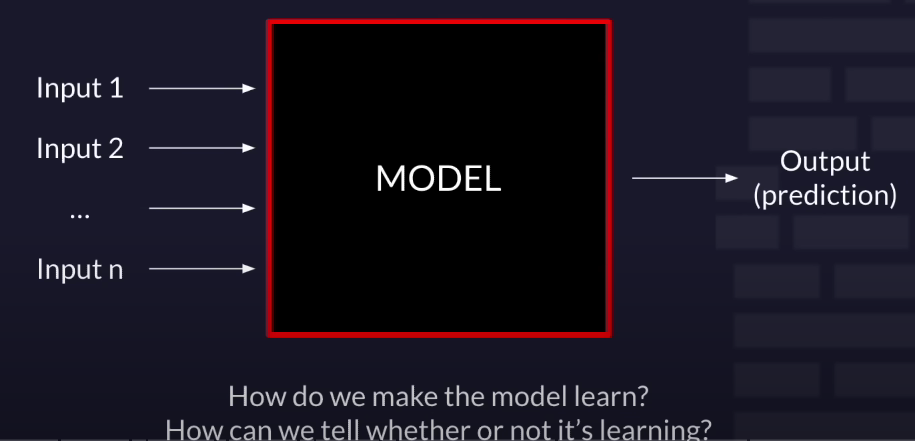 Input 1
Input 2
...
Input n
MODEL
Output
(prediction)
How do we make the model learn?
How can we tell whether or not it's learning?